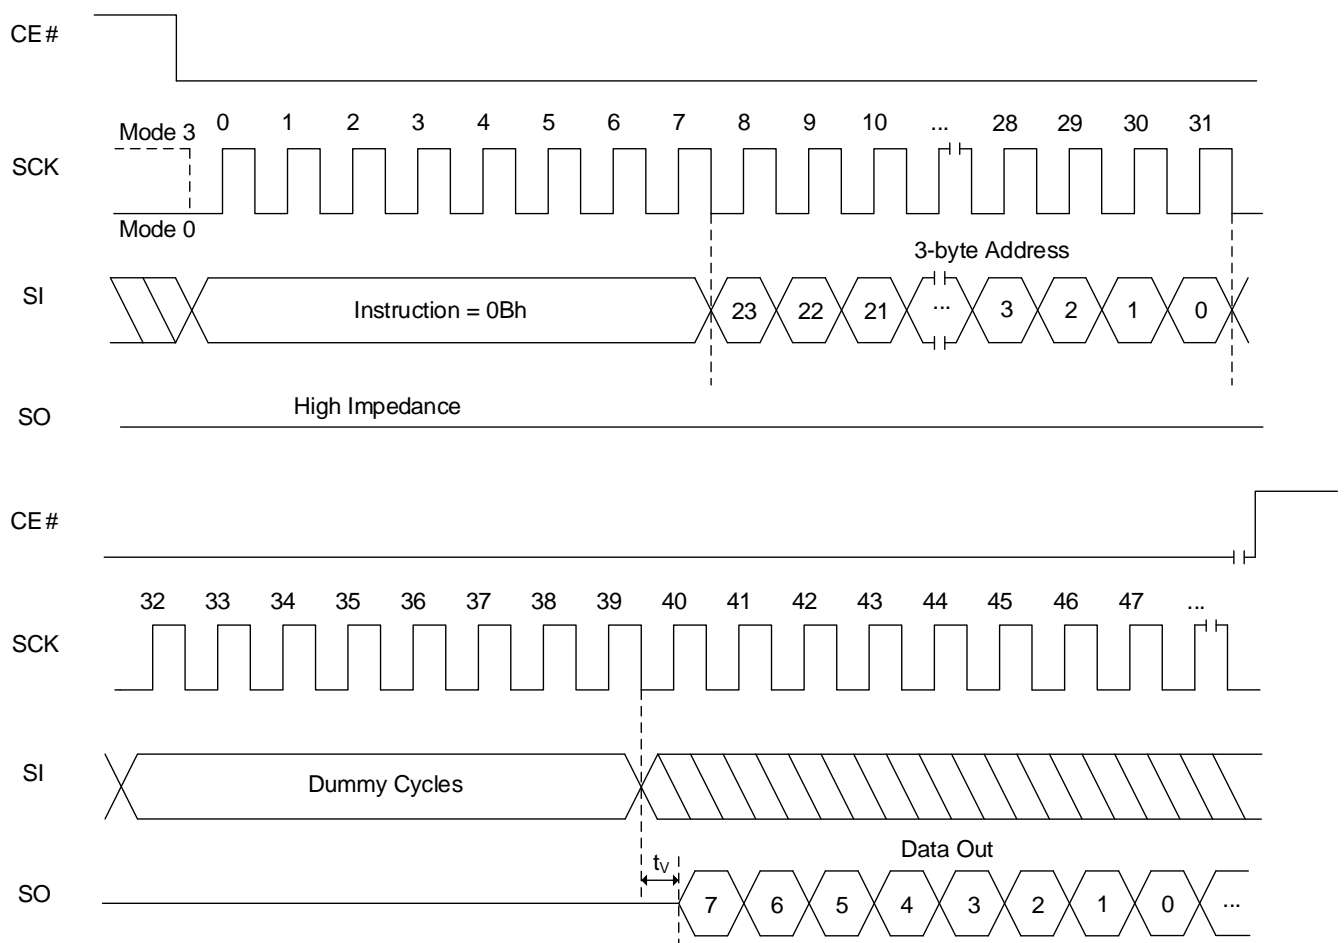 CE#
Mode 3 0 1 2 3 4 5 6 7 8 9 10 ... 28 29 30 31
SCK
Mode 0
3-byte Address
SI Instruction = 0Bh 23 22 21 ... 3 2 1 0
High Impedance
SO
CE#
32 33 34 35 36 37 38 39 40 41 42 43 44 45 46 47 ...
SCK
SI Dummy Cycles
Data Out
tV
SO 7 6 5 4 3 2 1 0 ...